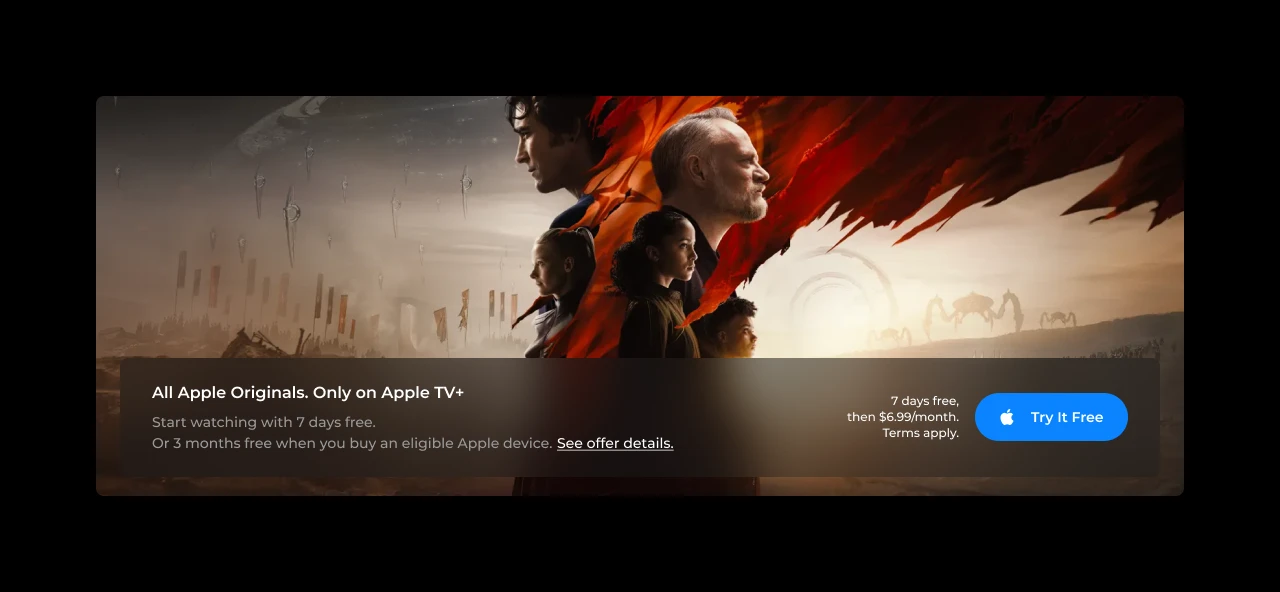 All Apple Originals. Only on Apple TV+
Start watching with 7 days free.
Or 3 months free when you buy an eligible Apple device. See offer details.
7 days free,
then $6.99/month.
Terms apply.
Try It Free